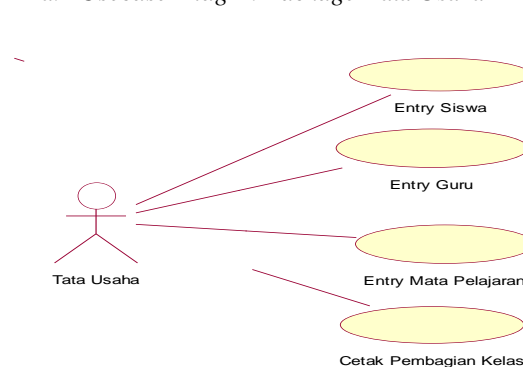 Entry Siswa
Entry Guru
Tata Usaha
Entry Mata Pelajaran
Cetak Pembagian Kelas